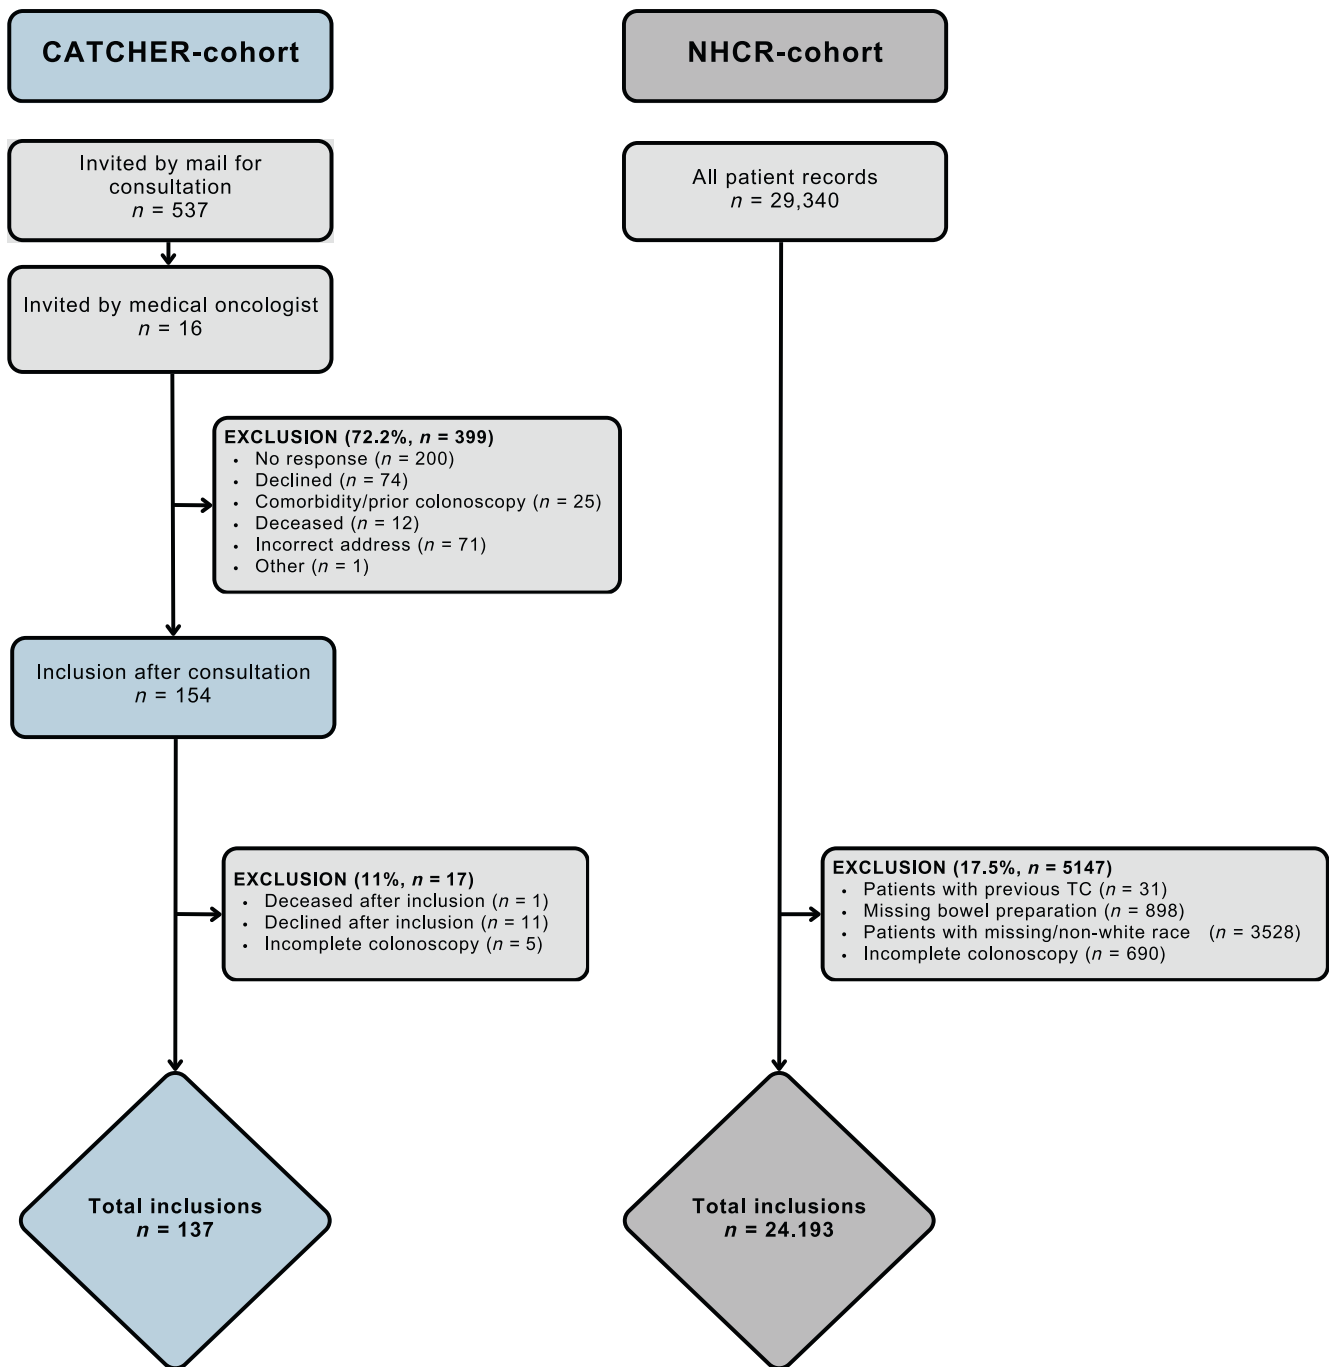 CATCHER-cohort
Invited by mail for
consultation
n = 537
Invited by medical oncologist
n = 16
EXCLUSION (72.2%, n = 399)
• No response (n = 200)
• Declined (n = 74)
• Comorbidity/prior colonoscopy (n = 25)
• Deceased (n = 12)
• Incorrect address (n = 71)
• Other (n = 1)
Inclusion after consultation
n = 154
EXCLUSION (11%, n = 17)
• Deceased after inclusion (n = 1)
• Declined after inclusion (n = 11)
• Incomplete colonoscopy (n = 5)
Total inclusions
n = 137
NHCR-cohort
All patient records
n = 29,340
EXCLUSION (17.5%, n = 5147)
• Patients with previous TC (n = 31)
• Missing bowel preparation (n = 898)
• Patients with missing/non-white race (n = 3528)
• Incomplete colonoscopy (n = 690)
Total inclusions
n = 24.193